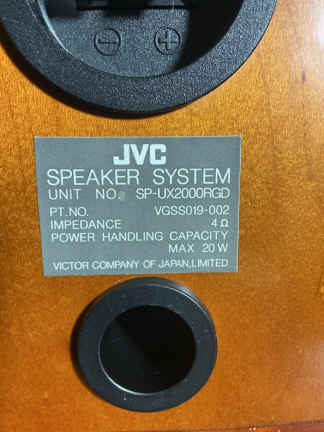 − +
JVC
SPEAKER SYSTEM
UNIT NO. SP-UX2000RGD
PT.NO. VGSS019-002
IMPEDANCE 4Ω
POWER HANDLING CAPACITY
MAX 20W
VICTOR COMPANY OF JAPAN,LIMITED